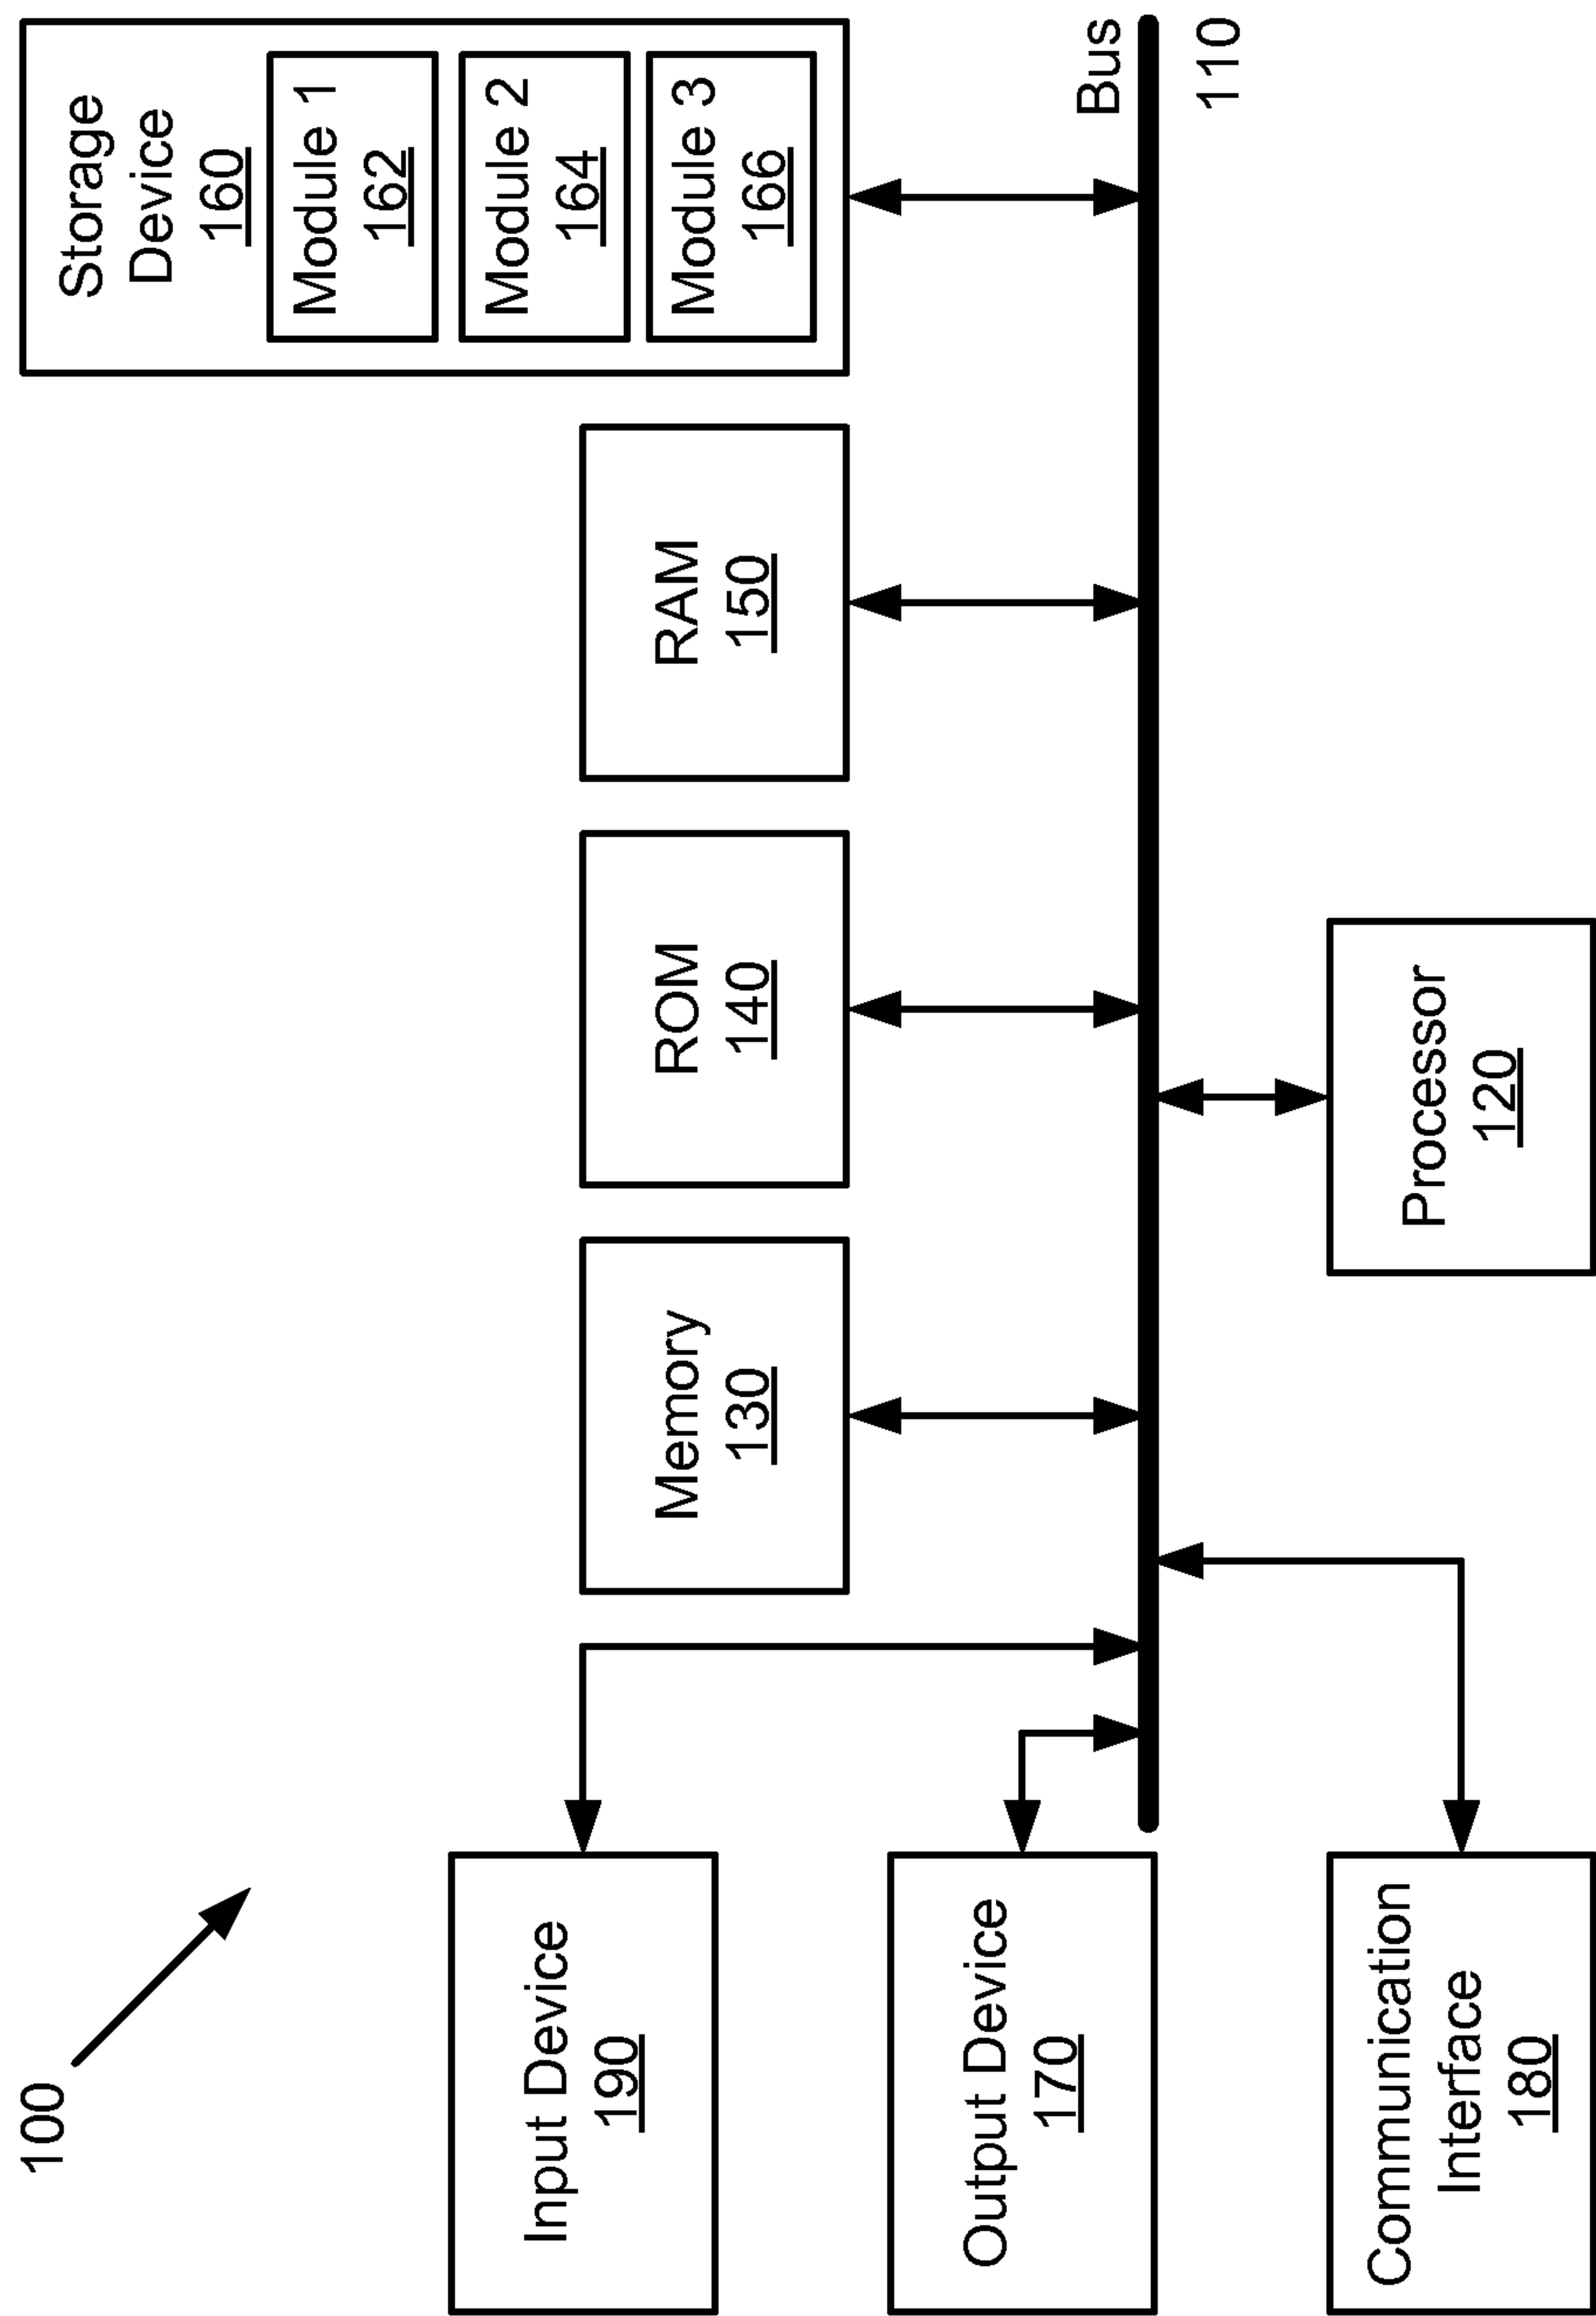 100
Input Device
190
Output Device
170
Communication
Interface
180
Memory
130
ROM
140
RAM
150
Storage
Device
160
Module 1
162
Module 2
164
Module 3
166
Bus
110
Processor
120